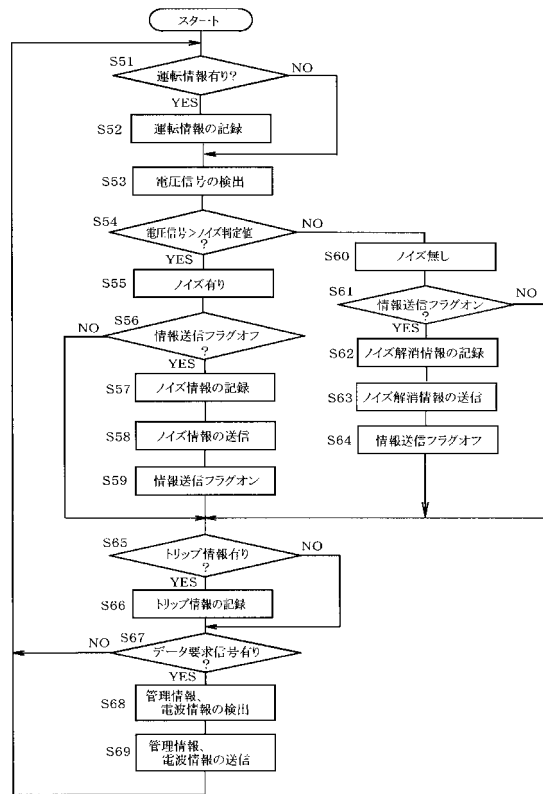 スタート
S51
運転情報有り?
NO
YES
S52
運転情報の記録
S53
電圧信号の検出
S54
電圧信号>ノイズ判定値
?
NO
YES
S55
ノイズ有り
S56
情報送信フラグオフ
?
NO
YES
S57
ノイズ情報の記録
S58
ノイズ情報の送信
S59
情報送信フラグオン
S60
ノイズ無し
S61
情報送信フラグオン
?
NO
YES
S62
ノイズ解消情報の記録
S63
ノイズ解消情報の送信
S64
情報送信フラグオフ
S65
トリップ情報有り
?
NO
YES
S66
トリップ情報の記録
S67
データ要求信号有り
?
NO
YES
S68
管理情報、
電波情報の検出
S69
管理情報、
電波情報の送信